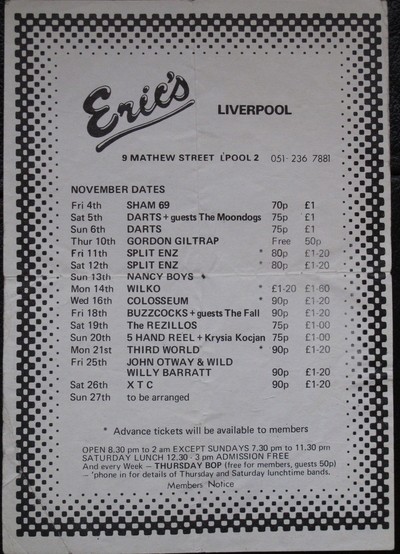 Eric's
LIVERPOOL
9 MATHEW STREET L'POOL 2 051-236 7881
NOVEMBER DATES
Fri 4th SHAM 69 70p £1
Sat 5th DARTS + guests The Moondogs 75p £1
Sun 6th DARTS 75p £1
Thur 10th GORDON GILTRAP Free 50p
Fri 11th SPLIT ENZ * 80p £1-20
Sat 12th SPLIT ENZ * 80p £1-20
Sun 13th NANCY BOYS
Mon 14th WILKO * £1-20 £1-60
Wed 16th COLOSSEUM * 90p £1-20
Fri 18th BUZZCOCKS + guests The Fall * 90p £1-20
Sat 19th The REZILLOS 75p £1-00
Sun 20th 5 HAND REEL + Krysia Kocjan 75p £1-00
Mon 21st THIRD WORLD * 90p £1-20
Fri 25th JOHN OTWAY & WILD
WILLY BARRATT 90p £1-20
Sat 26th X T C 90p £1-20
Sun 27th to be arranged
* Advance tickets will be available to members
OPEN 8.30 pm to 2 am EXCEPT SUNDAYS 7.30 pm to 11.30 pm
SATURDAY LUNCH 12.30 - 3 pm ADMISSION FREE
And every Week – THURSDAY BOP (free for members, guests 50p)
– 'phone in for details of Thursday and Saturday lunchtime bands.
Members Notice